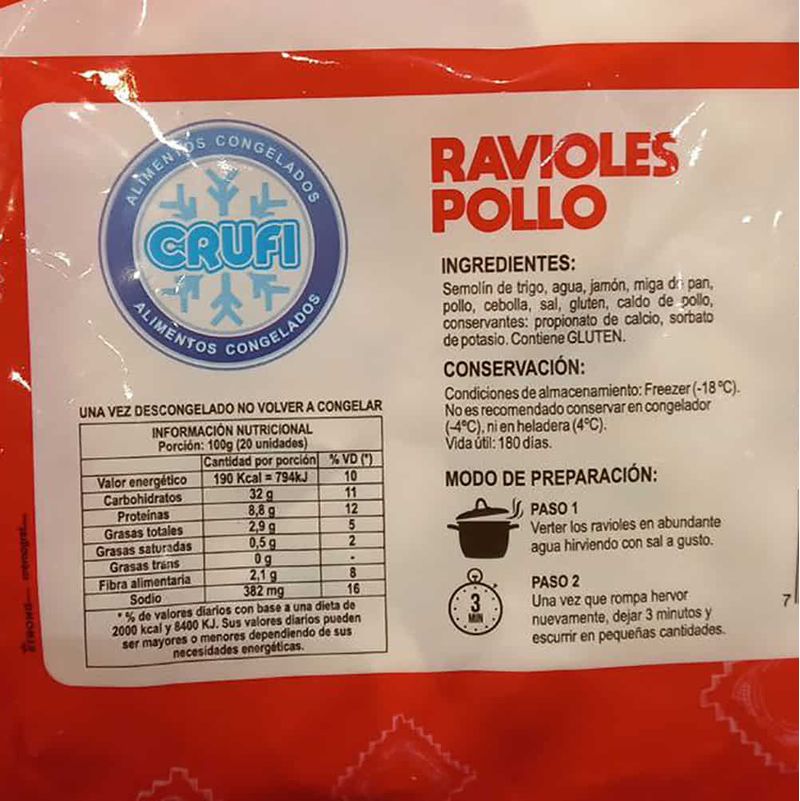 ALIMENTOS CONGELADOS
CRUFI
ALIMENTOS CONGELADOS
UNA VEZ DESCONGELADO NO VOLVER A CONGELAR
INFORMACIÓN NUTRICIONAL
Porción: 100g (20 unidades)
Cantidad por porción % VD (*)
Valor energético 190 Kcal = 794kJ 10
Carbohidratos 32 g 11
Proteínas 8,8 g 12
Grasas totales 2,9 g 5
Grasas saturadas 0,5 g 2
Grasas trans 0 g -
Fibra alimentaria 2,1 g 8
Sodio 382 mg 16
* % de valores diarios con base a una dieta de
2000 kcal y 8400 KJ. Sus valores diarios pueden
ser mayores o menores dependiendo de sus
necesidades energéticas.
RAVIOLES
POLLO
INGREDIENTES:
Semolín de trigo, agua, jamón, miga de pan,
pollo, cebolla, sal, gluten, caldo de pollo,
conservantes: propionato de calcio, sorbato
de potasio. Contiene GLUTEN.
CONSERVACIÓN:
Condiciones de almacenamiento: Freezer (-18 ºC).
No es recomendado conservar en congelador
(-4ºC), ni en heladera (4ºC).
Vida útil: 180 días.
MODO DE PREPARACIÓN:
PASO 1
Verter los ravioles en abundante
agua hirviendo con sal a gusto.
3
MIN
PASO 2
Una vez que rompa hervor
nuevamente, dejar 3 minutos y
escurrir en pequeñas cantidades.
7